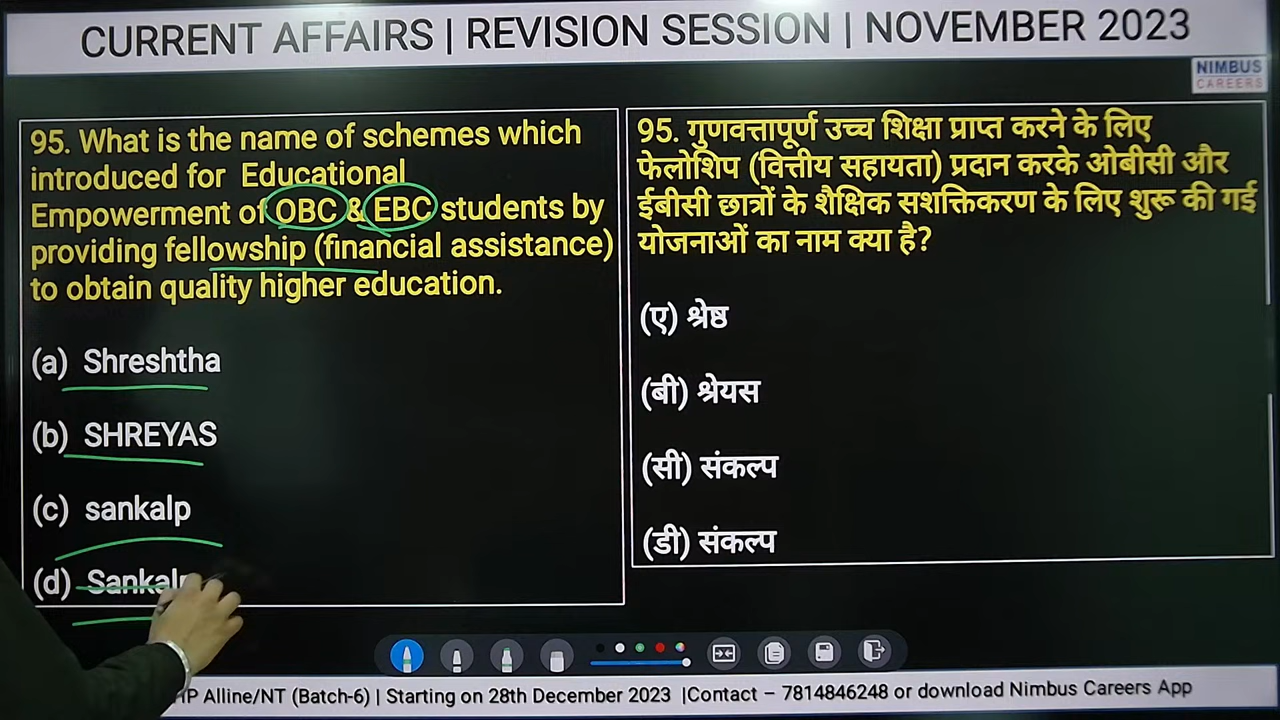 CURRENT AFFAIRS | REVISION SESSION | NOVEMBER 2023
NIMBUS
CAREERS
95. What is the name of schemes which
introduced for Educational
Empowerment of OBC & EBC students by
providing fellowship (financial assistance)
to obtain quality higher education.
(a) Shreshtha
(b) SHREYAS
(c) sankalp
(d)
95. गुणवत्तापूर्ण उच्च शिक्षा प्राप्त करने के लिए
फेलोशिप (वित्तीय सहायता) प्रदान करके ओबीसी और
ईबीसी छात्रों के शैक्षिक सशक्तिकरण के लिए शुरू की गई
योजनाओं का नाम क्या है?
(ए) श्रेष्ठ
(बी) श्रेयस
(सी) संकल्प
(डी) संकल्प
Alline/NT (Batch-6) | Starting on 28th December 2023 |Contact – 7814846248 or download Nimbus Careers App